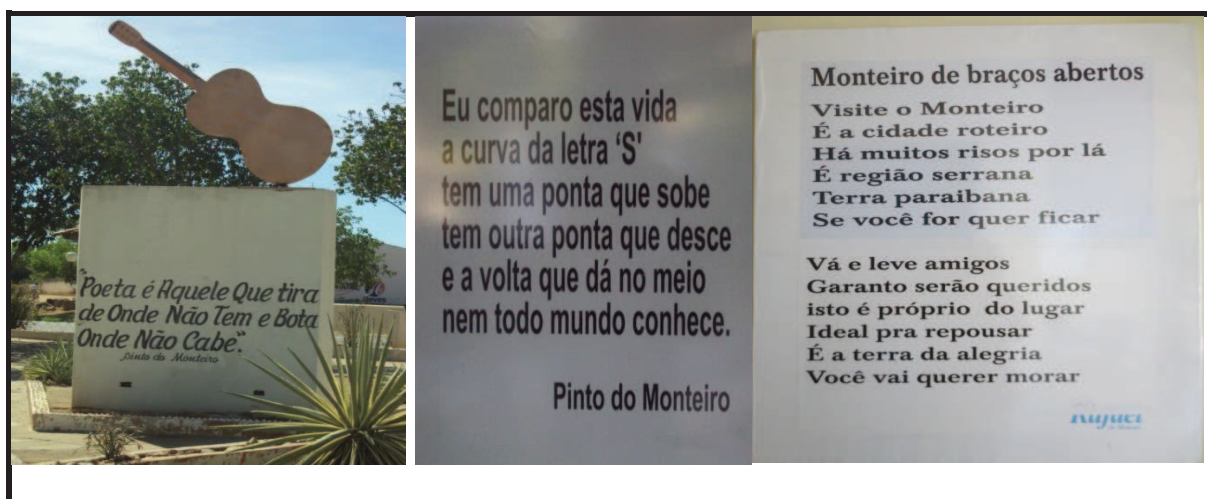 "Poeta é Aquele Que tira
de Onde Não Tem e Bota
Onde Não Cabe".
Pinto do Monteiro
Eu comparo esta vida
a curva da letra 'S'
tem uma ponta que sobe
tem outra ponta que desce
e a volta que dá no meio
nem todo mundo conhece.
Pinto do Monteiro
Monteiro de braços abertos
Visite o Monteiro
É a cidade roteiro
Há muitos risos por lá
É região serrana
Terra paraibana
Se você for quer ficar
Vá e leve amigos
Garanto serão queridos
isto é próprio do lugar
Ideal pra repousar
É a terra da alegria
Você vai querer morar